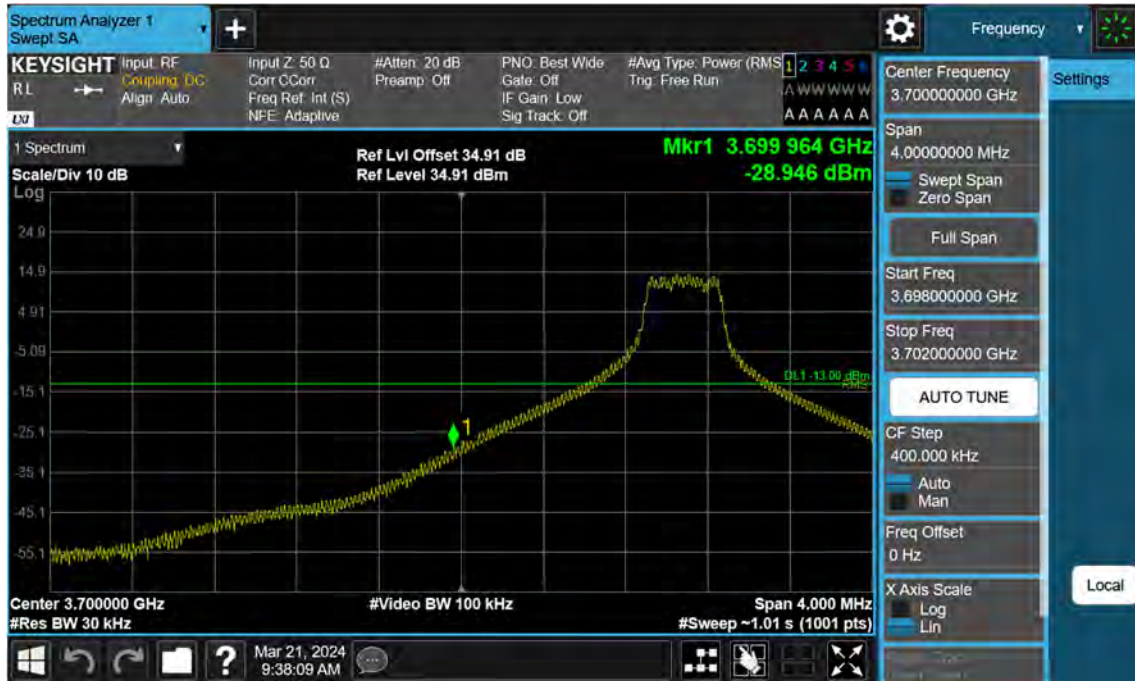 Spectrum Analyzer 1
Swept SA
+
Frequency
KEYSIGHT
RL
LXI
Input: RF
Coupling: DC
Align: Auto
Input Z: 50 Ω
Corr CCorr
Freq Ref: Int (S)
NFE: Adaptive
#Atten: 20 dB
Preamp: Off
PNO: Best Wide
Gate: Off
IF Gain: Low
Sig Track: Off
#Avg Type: Power (RMS
Trig: Free Run
1 2 3 4 5 6
A W W W W W
A A A A A A
1 Spectrum
Scale/Div 10 dB
Ref Lvl Offset 34.91 dB
Ref Level 34.91 dBm
Mkr1 3.699 964 GHz
-28.946 dBm
Log
24.9
14.9
4.91
-5.09
-15.1
-25.1
-35.1
-45.1
-55.1
DL1 -13.00 dBm
RMS
1
Center 3.700000 GHz
#Res BW 30 kHz
#Video BW 100 kHz
Span 4.000 MHz
#Sweep ~1.01 s (1001 pts)
?
Mar 21, 2024
9:38:09 AM
Center Frequency
3.700000000 GHz
Span
4.00000000 MHz
Swept Span
Zero Span
Full Span
Start Freq
3.698000000 GHz
Stop Freq
3.702000000 GHz
AUTO TUNE
CF Step
400.000 kHz
Auto
Man
Freq Offset
0 Hz
X Axis Scale
Log
Lin
Settings
Local